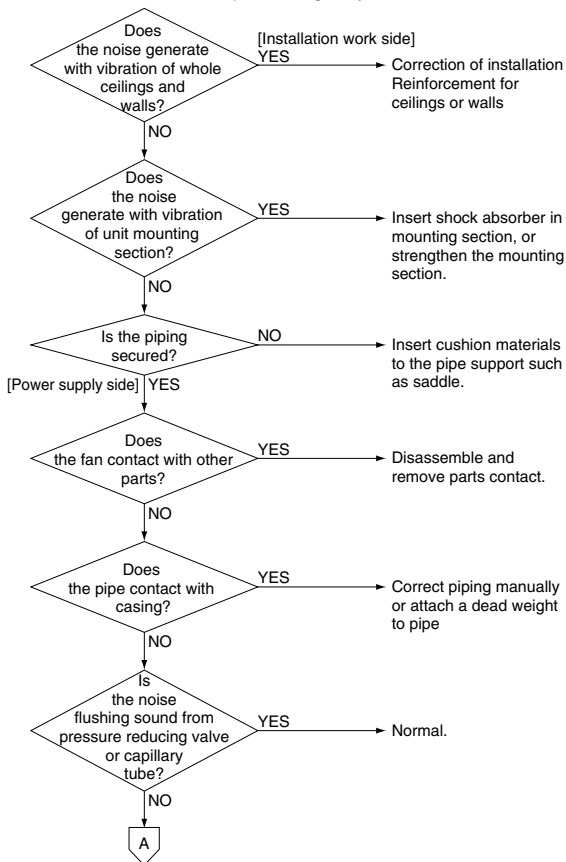 Does
the noise generate
with vibration of whole
ceilings and
walls?
[Installation work side]
YES
Correction of installation
Reinforcement for
ceilings or walls
NO
Does
the noise
generate with vibration
of unit mounting
section?
YES
Insert shock absorber in
mounting section, or
strengthen the mounting
section.
NO
Is the piping
secured?
NO
Insert cushion materials
to the pipe support such
as saddle.
[Power supply side]
YES
Does
the fan contact with other
parts?
YES
Disassemble and
remove parts contact.
NO
Does
the pipe contact with
casing?
YES
Correct piping manually
or attach a dead weight
to pipe
NO
Is
the noise
flushing sound from
pressure reducing valve
or capillary
tube?
YES
Normal.
NO
A